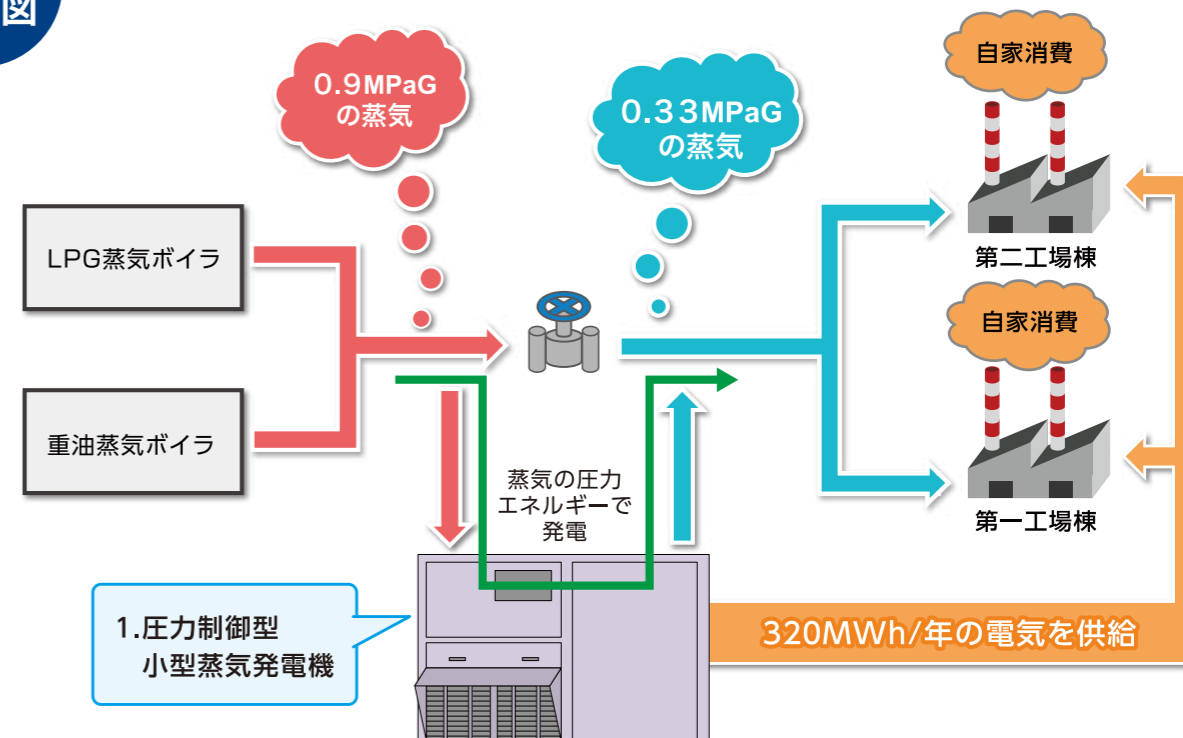 図
0.9MPaG
の蒸気
0.33MPaG
の蒸気
自家消費
第二工場棟
自家消費
第一工場棟
LPG蒸気ボイラ
重油蒸気ボイラ
蒸気の圧力
エネルギーで
発電
1.圧力制御型
小型蒸気発電機
320MWh/年の電気を供給